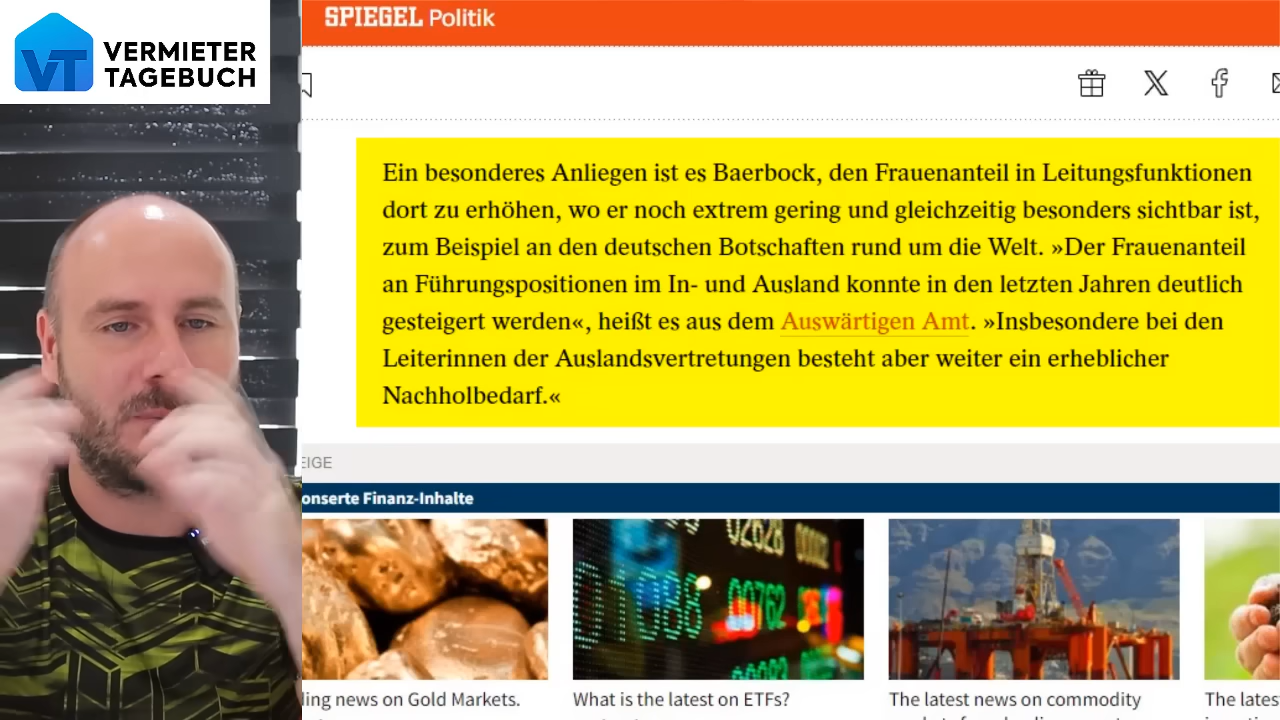 VERMIETER
TAGEBUCH
VT
SPIEGEL Politik
Ein besonderes Anliegen ist es Baerbock, den Frauenanteil in Leitungsfunktionen
dort zu erhöhen, wo er noch extrem gering und gleichzeitig besonders sichtbar ist,
zum Beispiel an den deutschen Botschaften rund um die Welt. »Der Frauenanteil
an Führungspositionen im In- und Ausland konnte in den letzten Jahren deutlich
gesteigert werden«, heißt es aus dem Auswärtigen Amt. »Insbesondere bei den
Leiterinnen der Auslandsvertretungen besteht aber weiter ein erheblicher
Nachholbedarf.«
EIGE
onserte Finanz-Inhalte
ling news on Gold Markets.
What is the latest on ETFs?
The latest news on commodity
The lates